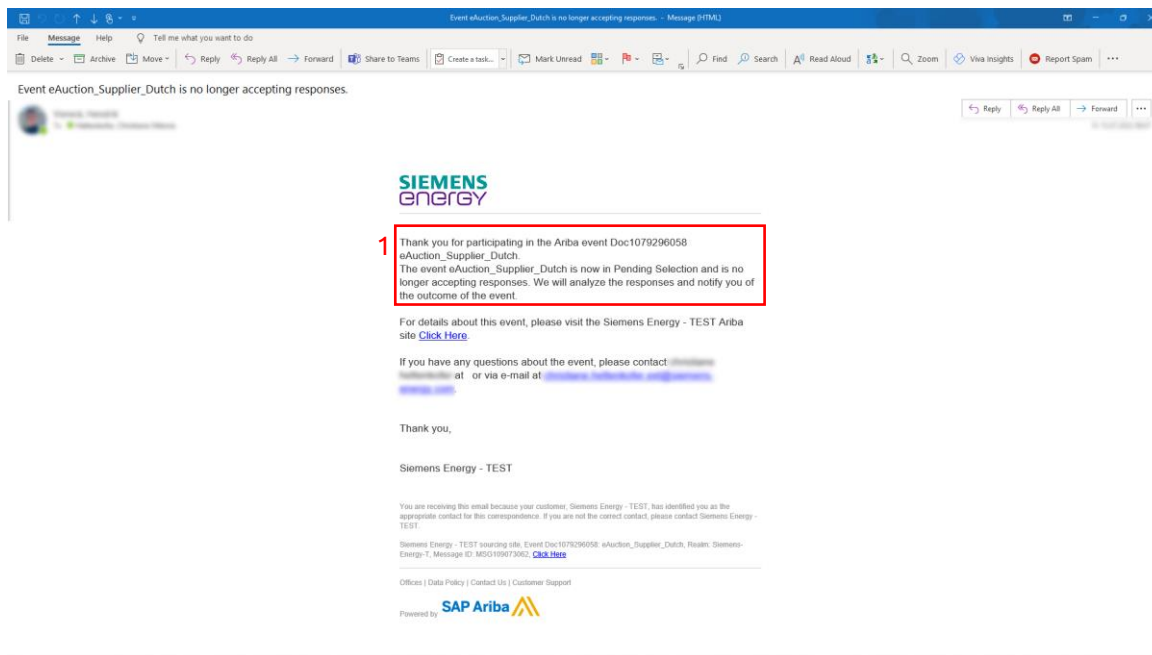 Event eAuction_Supplier_Dutch is no longer accepting responses. - Message (HTML)
File Message Help Tell me what you want to do
Delete Archive Move Reply Reply All Forward Share to Teams Create a task... Mark Unread Find Search Read Aloud Zoom Viva Insights Report Spam
Event eAuction_Supplier_Dutch is no longer accepting responses.
Reply Reply All Forward
SIEMENS
energy
1
Thank you for participating in the Ariba event Doc1079296058
eAuction_Supplier_Dutch.
The event eAuction_Supplier_Dutch is now in Pending Selection and is no
longer accepting responses. We will analyze the responses and notify you of
the outcome of the event.
For details about this event, please visit the Siemens Energy - TEST Ariba
site Click Here.
If you have any questions about the event, please contact
at or via e-mail at
Thank you,
Siemens Energy - TEST
You are receiving this email because your customer, Siemens Energy - TEST, has identified you as the
appropriate contact for this correspondence. If you are not the correct contact, please contact Siemens Energy -
TEST.
Siemens Energy - TEST sourcing site, Event Doc1079296058: eAuction_Supplier_Dutch, Realm: Siemens-
Energy-T, Message ID: MSG109073062, Click Here
Offices | Data Policy | Contact Us | Customer Support
Powered by SAP Ariba